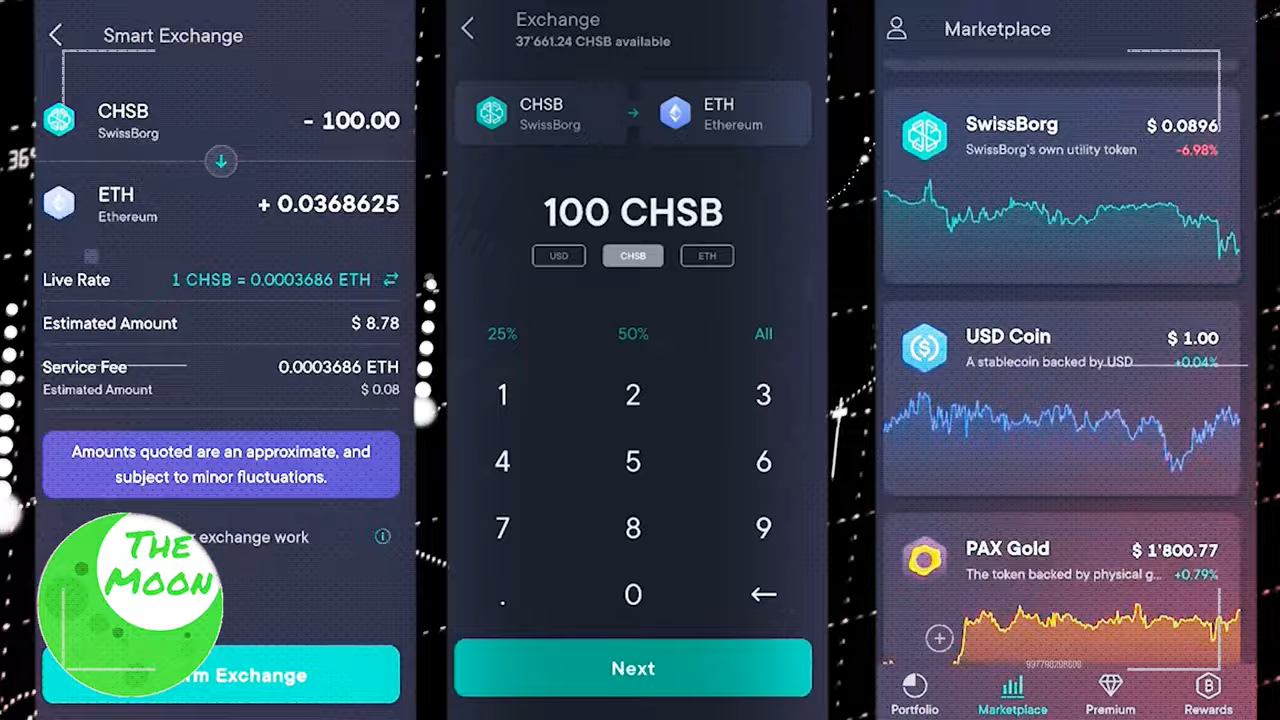 Smart Exchange
CHSB
SwissBorg
- 100.00
ETH
Ethereum
+ 0.0368625
Live Rate
1 CHSB = 0.0003686 ETH
Estimated Amount
$ 8.78
Service Fee
0.0003686 ETH
Estimated Amount
$ 0.08
Amounts quoted are an approximate, and
subject to minor fluctuations.
exchange work
THE
MOON
Exchange
Exchange
37'661.24 CHSB available
CHSB
SwissBorg
ETH
Ethereum
100 CHSB
USD
CHSB
ETH
25%
50%
All
1
2
3
4
5
6
7
8
9
.
0
Next
Marketplace
SwissBorg
$ 0.0896
SwissBorg's own utility token
-6.98%
USD Coin
$ 1.00
A stablecoin backed by USD
+0.04%
PAX Gold
$ 1'800.77
The token backed by physical g...
+0.79%
Portfolio
Marketplace
Premium
Rewards